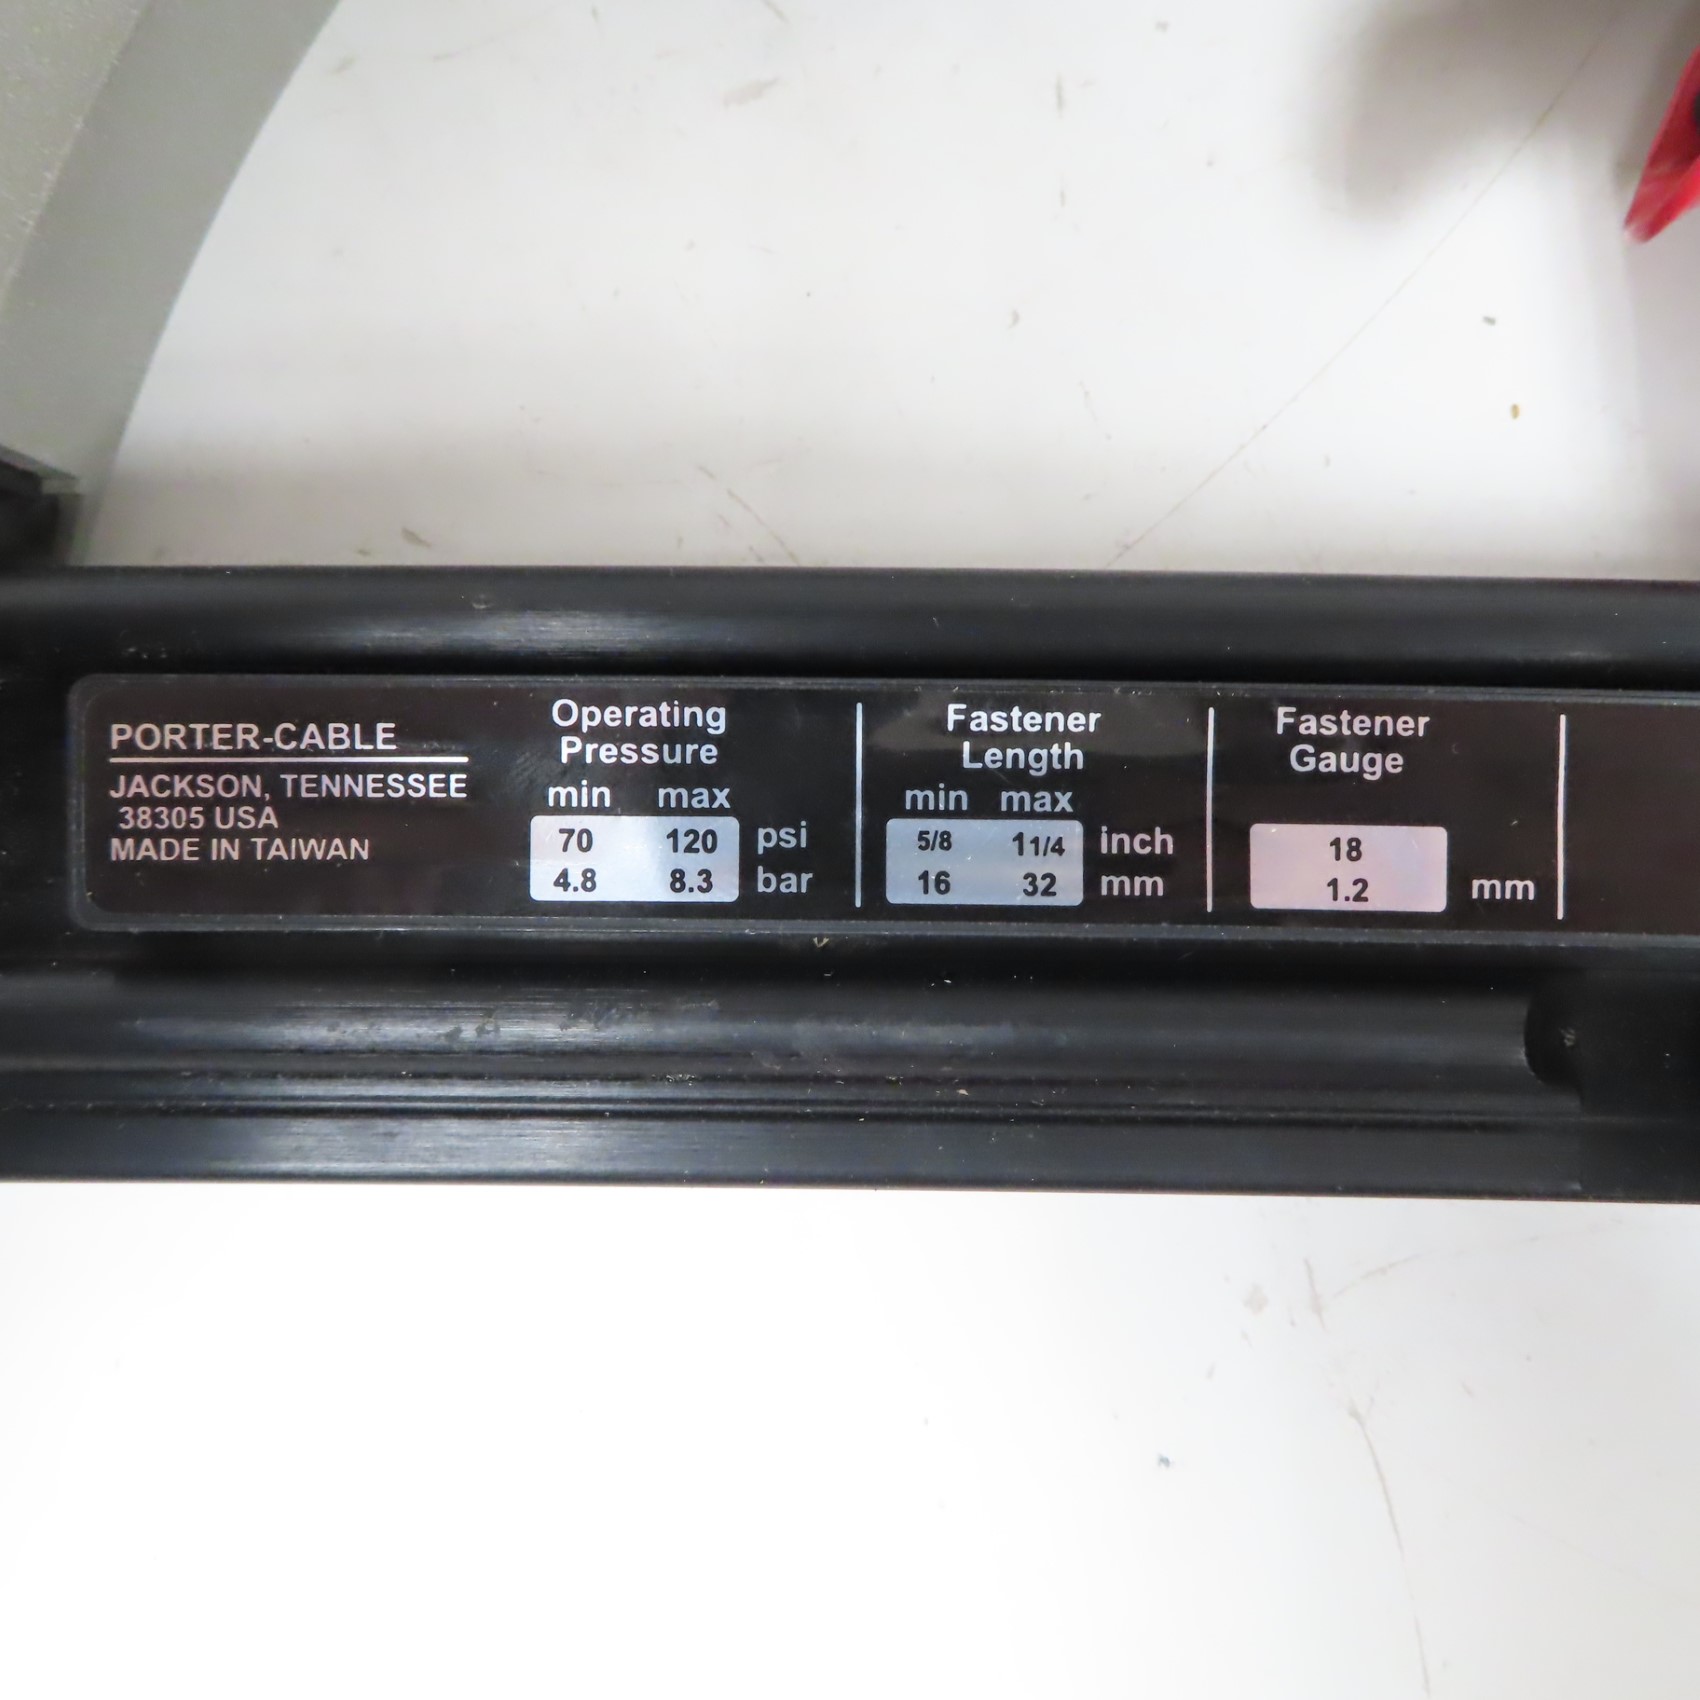 PORTER-CABLE
JACKSON, TENNESSEE
38305 USA
MADE IN TAIWAN
Operating
Pressure
min max
70 120 psi
4.8 8.3 bar
Fastener
Length
min max
5/8 11/4 inch
16 32 mm
Fastener
Gauge
18
1.2 mm